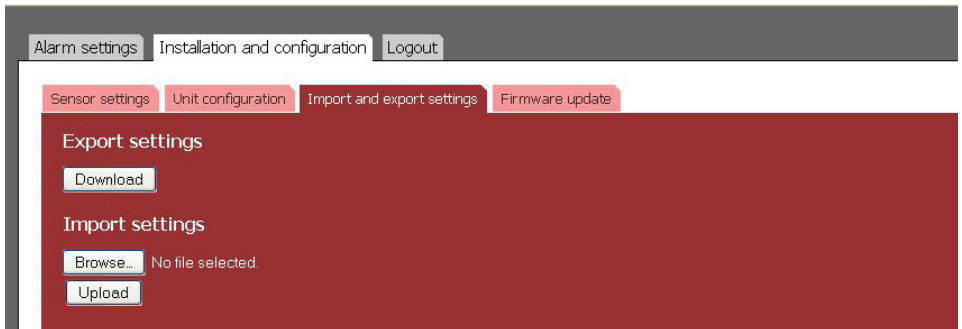 Alarm settings Installation and configuration Logout
Sensor settings Unit configuration Import and export settings Firmware update
Export settings
Download
Import settings
Browse... No file selected.
Upload